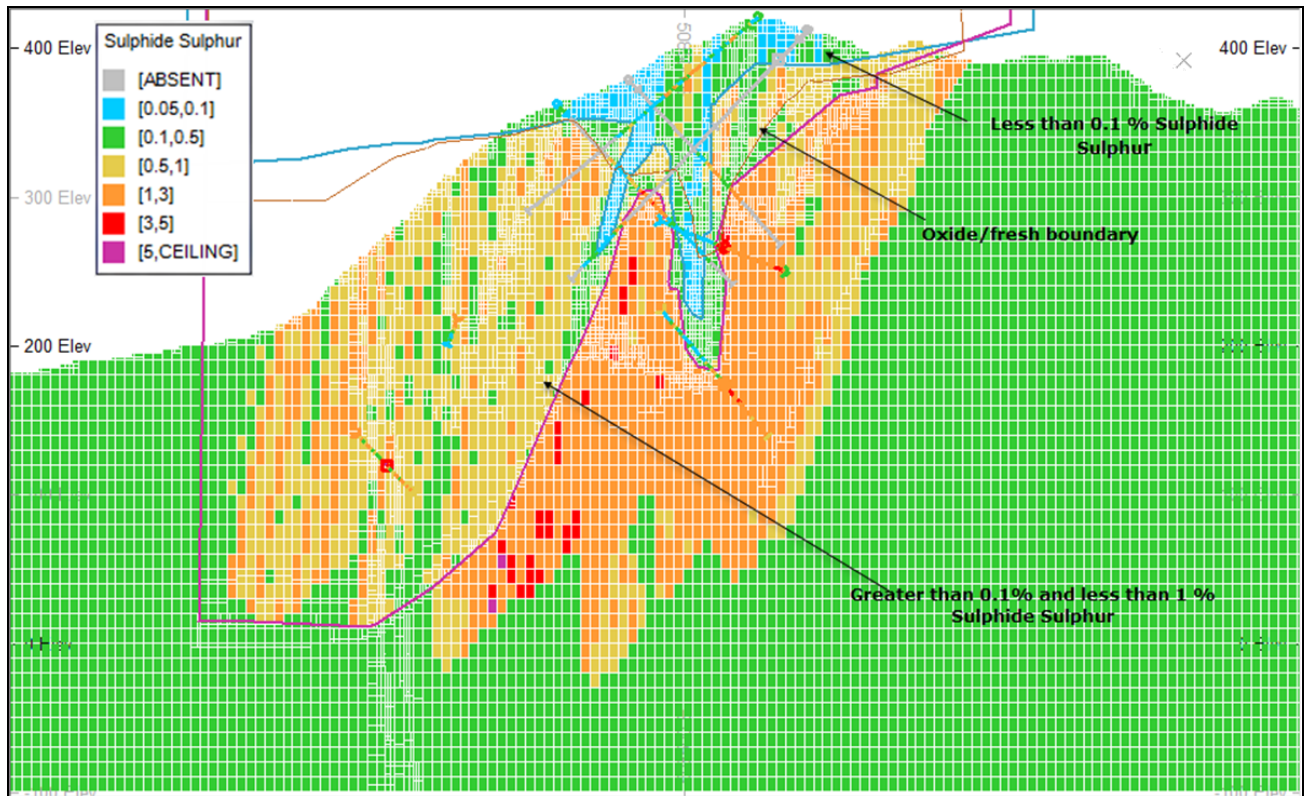 Sulphide Sulphur
[ABSENT]
[0.05,0.1]
[0.1,0.5]
[0.5,1]
[1,3]
[3,5]
[5,CEILING]
400 Elev
400 Elev
300 Elev
200 Elev
Less than 0.1 % Sulphide
Sulphur
Oxide/fresh boundary
Greater than 0.1% and less than 1 %
Sulphide Sulphur